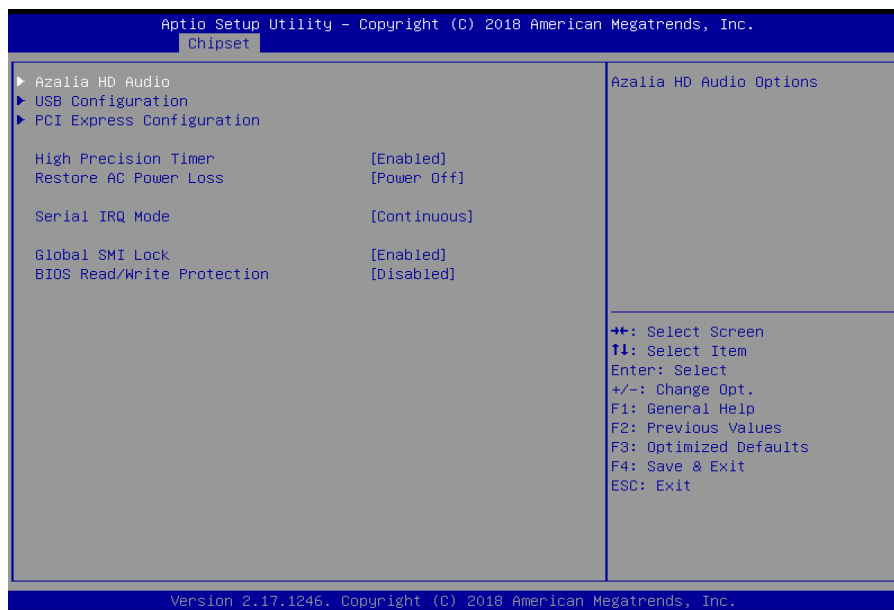 Aptio Setup Utility – Copyright (C) 2018 American Megatrends, Inc.
Chipset
▶ Azalia HD Audio
▶ USB Configuration
▶ PCI Express Configuration
High Precision Timer [Enabled]
Restore AC Power Loss [Power Off]
Serial IRQ Mode [Continuous]
Global SMI Lock [Enabled]
BIOS Read/Write Protection [Disabled]
Azalia HD Audio Options
→←: Select Screen
↑↓: Select Item
Enter: Select
+/-: Change Opt.
F1: General Help
F2: Previous Values
F3: Optimized Defaults
F4: Save & Exit
ESC: Exit
Version 2.17.1246. Copyright (C) 2018 American Megatrends, Inc.